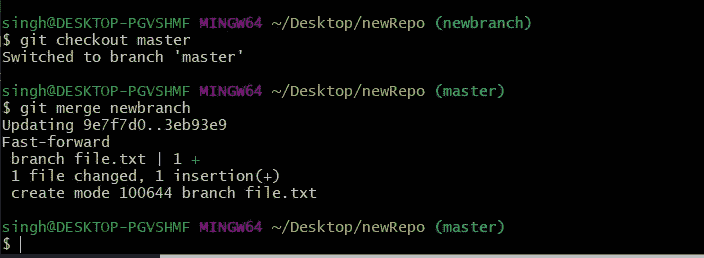 singh@DESKTOP-PGVSHMF MINGW64 ~/Desktop/newRepo (newbranch)
$ git checkout master
Switched to branch 'master'
singh@DESKTOP-PGVSHMF MINGW64 ~/Desktop/newRepo (master)
$ git merge newbranch
Updating 9e7f7d0..3eb93e9
Fast-forward
branch file.txt | 1 +
1 file changed, 1 insertion(+)
create mode 100644 branch file.txt
singh@DESKTOP-PGVSHMF MINGW64 ~/Desktop/newRepo (master)
$